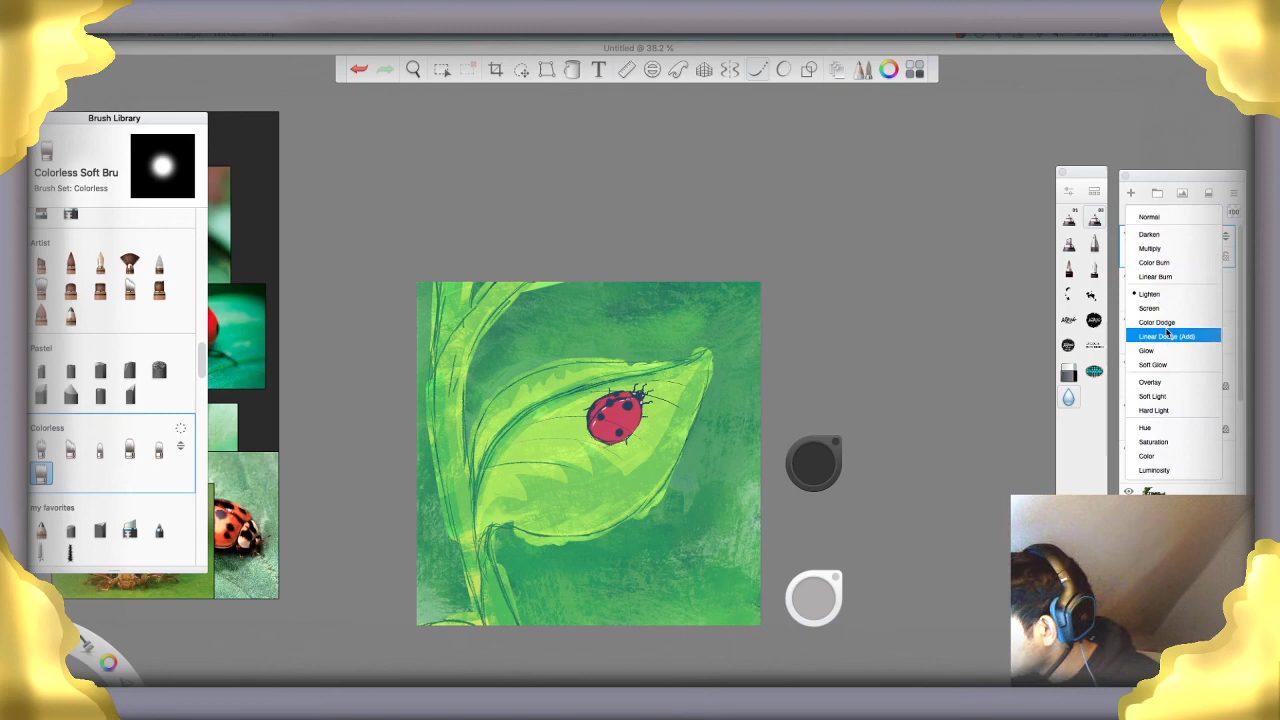 Untitled @ 38.2 %
Brush Library
Colorless Soft Bru
Brush Set: Colorless
Artist
Pastel
Colorless
my favorites
T
100
Normal
Darken
Multiply
Color Burn
Linear Burn
Lighten
Screen
Color Dodge
Linear Dodge (Add)
Glow
Soft Glow
Overlay
Soft Light
Hard Light
Hue
Saturation
Color
Luminosity